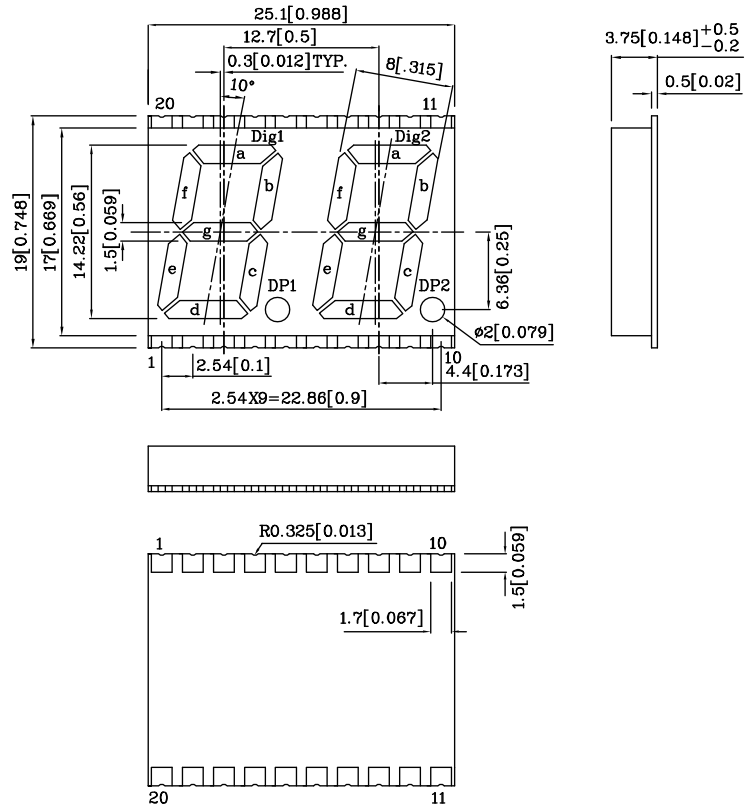 25.1[0.988]
12.7[0.5]
0.3[0.012]TYP.
8[.315]
10°
3.75[0.148]+0.5 -0.2
0.5[0.02]
20
11
Dig1
Dig2
a
a
f
b
f
b
g
g
e
c
e
c
DP1
DP2
d
d
19[0.748]
17[0.669]
14.22[0.56]
1.5[0.059]
6.36[0.25]
ø2[0.079]
1
10
2.54[0.1]
4.4[0.173]
2.54X9=22.86[0.9]
1
R0.325[0.013]
10
1.5[0.059]
1.7[0.067]
20
11